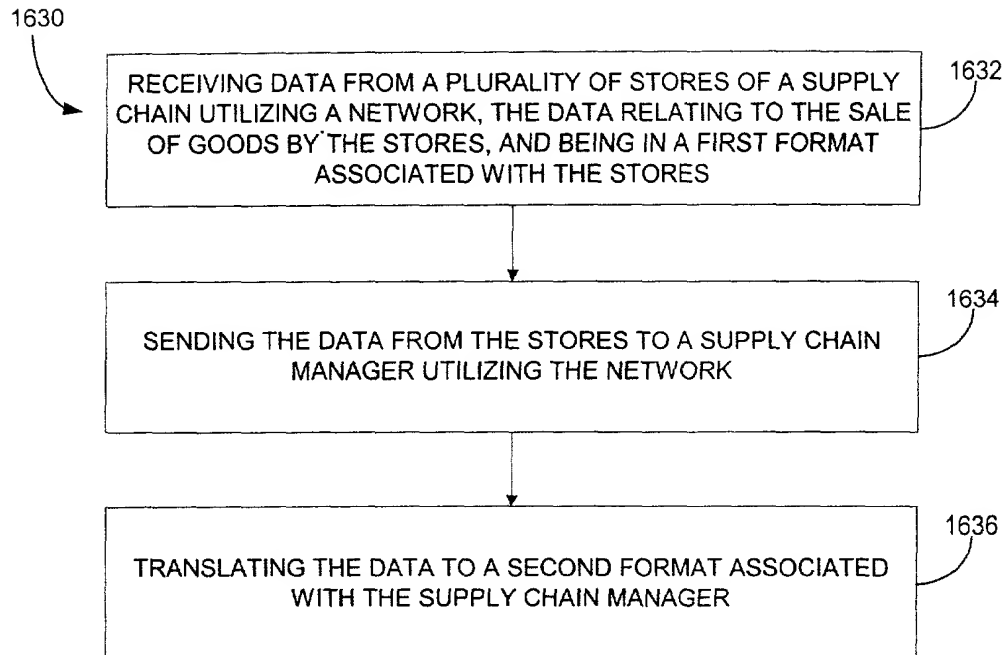 1630
RECEIVING DATA FROM A PLURALITY OF STORES OF A SUPPLY
CHAIN UTILIZING A NETWORK, THE DATA RELATING TO THE SALE
OF GOODS BY THE STORES, AND BEING IN A FIRST FORMAT
ASSOCIATED WITH THE STORES
1632
SENDING THE DATA FROM THE STORES TO A SUPPLY CHAIN
MANAGER UTILIZING THE NETWORK
1634
TRANSLATING THE DATA TO A SECOND FORMAT ASSOCIATED
WITH THE SUPPLY CHAIN MANAGER
1636